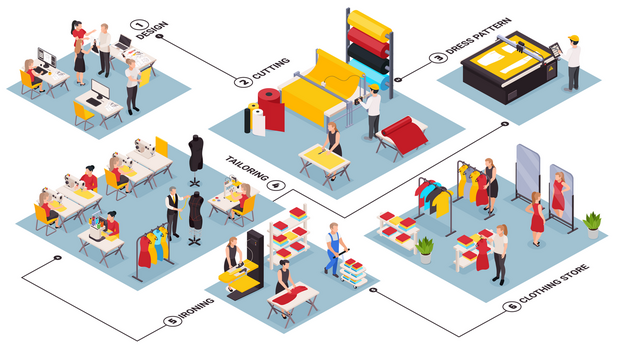 1 DESIGN
2 CUTTING
3 DRESS PATTERN
TAILORING 4
5 IRONING
6 CLOTHING STORE